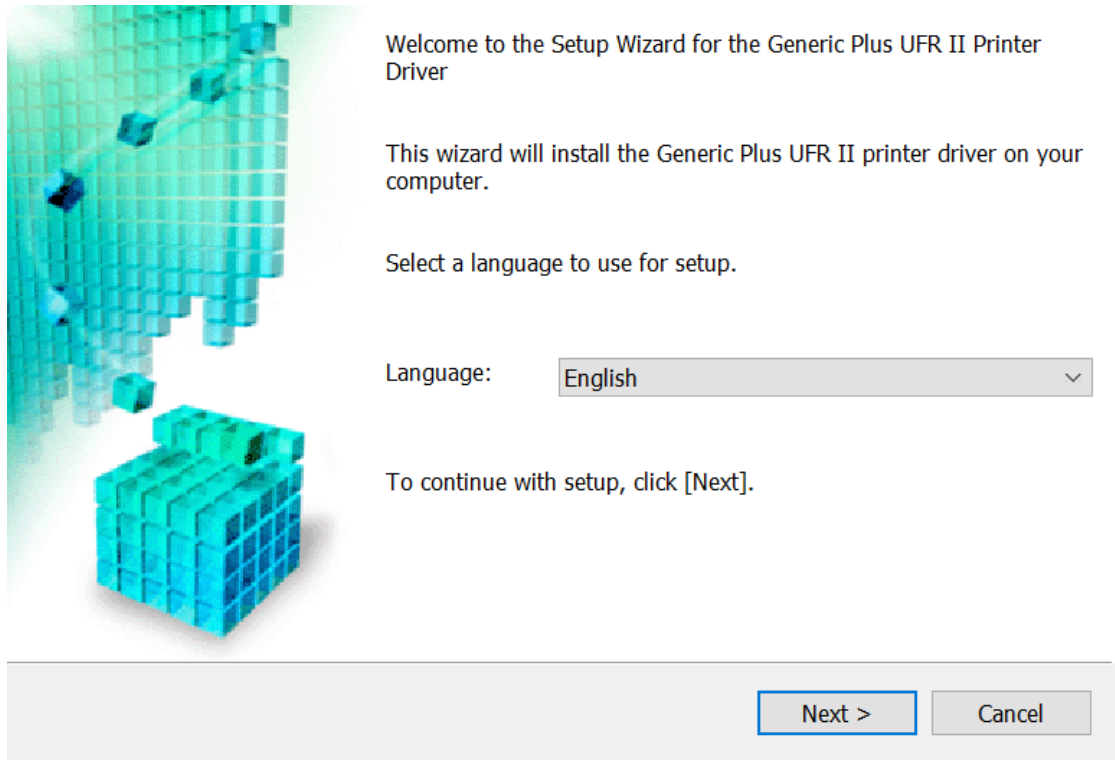 Welcome to the Setup Wizard for the Generic Plus UFR II Printer
Driver
This wizard will install the Generic Plus UFR II printer driver on your
computer.
Select a language to use for setup.
Language: English
To continue with setup, click [Next].
Next > Cancel